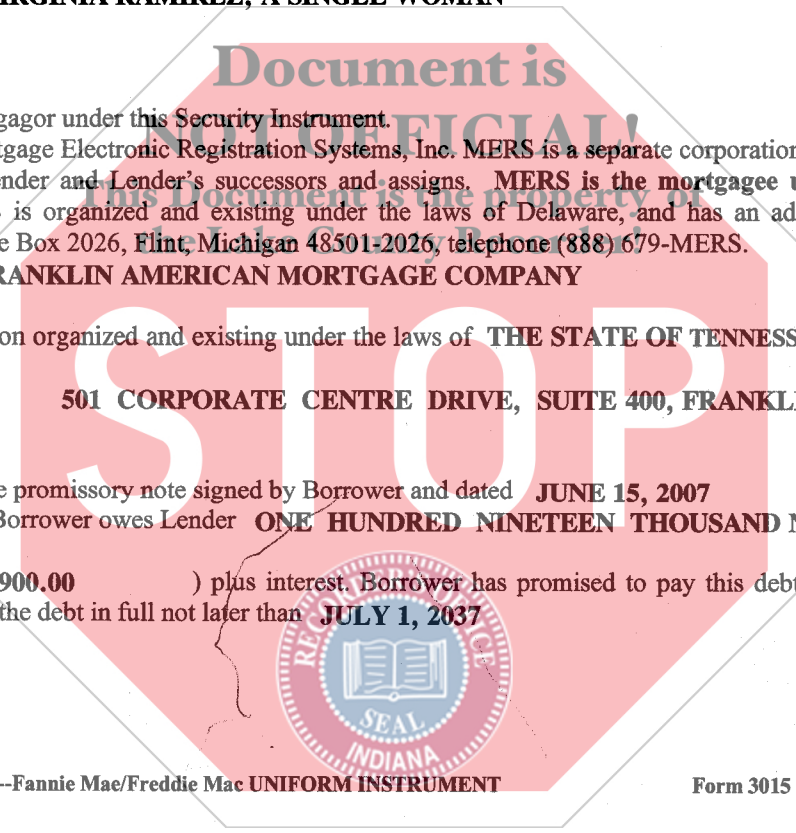 VIRGINIA RAMIREZ, A SINGLE WOMAN
Document is
gagor under this Security Instrument.
NOT OFFICIAL!
tgage Electronic Registration Systems, Inc. MERS is a separate corporation
ender and Lender's successors and assigns. MERS is the mortgagee u
This Document is the property of
is organized and existing under the laws of Delaware, and has an ad
the Lake County Recorder!
e Box 2026, Flint, Michigan 48501-2026, telephone (888) 679-MERS.
RANKLIN AMERICAN MORTGAGE COMPANY
on organized and existing under the laws of THE STATE OF TENNESS
501 CORPORATE CENTRE DRIVE, SUITE 400, FRANKL
STOP
e promissory note signed by Borrower and dated JUNE 15, 2007
Borrower owes Lender ONE HUNDRED NINETEEN THOUSAND N
900.00 ) plus interest. Borrower has promised to pay this debt
the debt in full not later than JULY 1, 2037
RECORDER'S OFFICE
SEAL
INDIANA
--Fannie Mae/Freddie Mac UNIFORM INSTRUMENT Form 3015